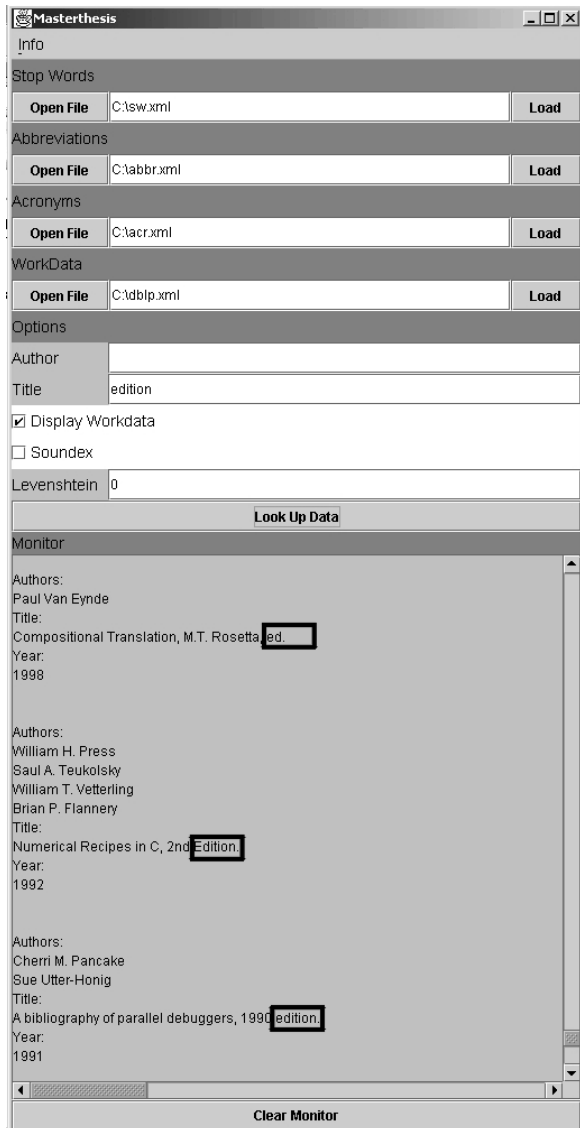 Masterthesis
Info
Stop Words
Open File C:\sw.xml Load
Abbreviations
Open File C:\abbr.xml Load
Acronyms
Open File C:\acr.xml Load
WorkData
Open File C:\dblp.xml Load
Options
Author
Title edition
Display Workdata
Soundex
Levenshtein 0
Look Up Data
Monitor
Authors:
Paul Van Eynde
Title:
Compositional Translation, M.T. Rosetta, ed.
Year:
1998
Authors:
William H. Press
Saul A. Teukolsky
William T. Vetterling
Brian P. Flannery
Title:
Numerical Recipes in C, 2nd Edition.
Year:
1992
Authors:
Cherri M. Pancake
Sue Utter-Honig
Title:
A bibliography of parallel debuggers, 1990 edition.
Year:
1991
Clear Monitor